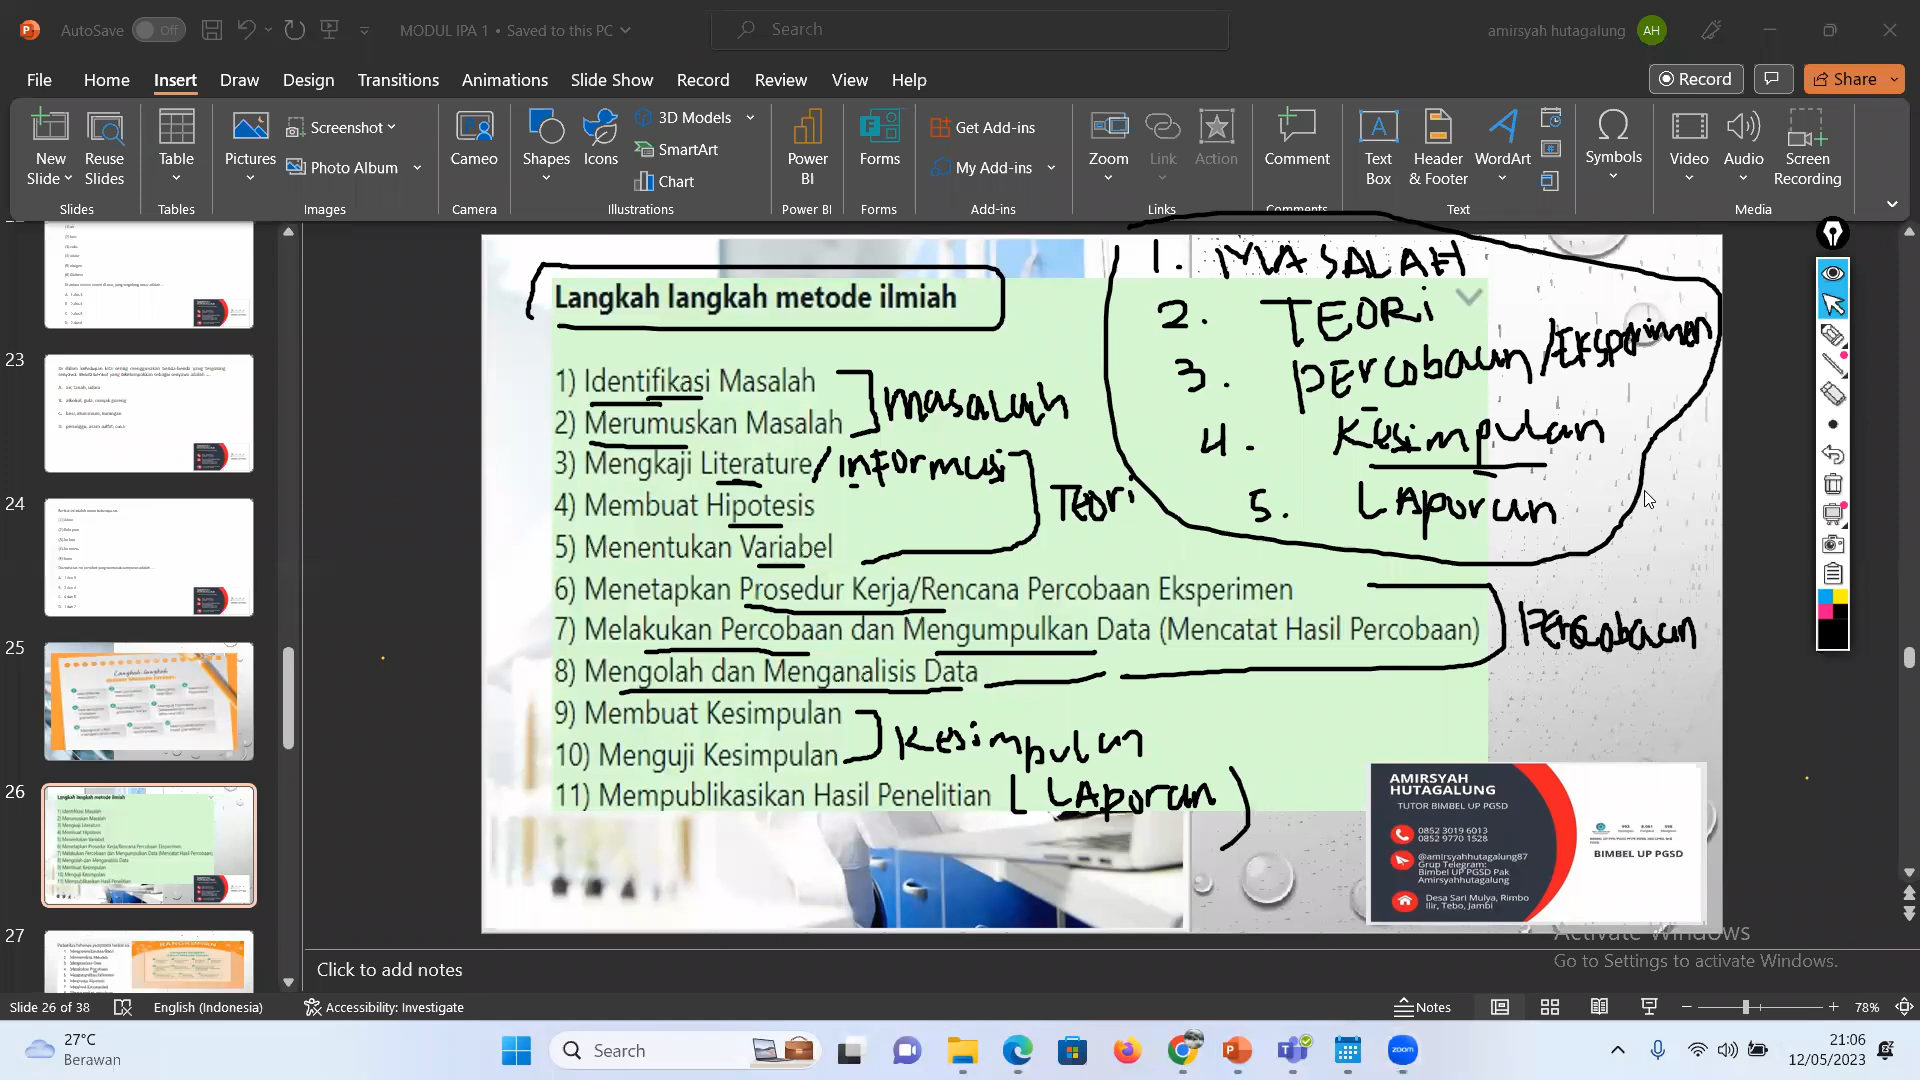 AutoSave Off MODUL IPA 1 • Saved to this PC Search amirsyah hutagalung AH
File Home Insert Draw Design Transitions Animations Slide Show Record Review View Help Record Share
New Slide Reuse Slides Table Pictures Screenshot Photo Album Cameo Shapes Icons 3D Models SmartArt Chart Power BI Forms Get Add-ins My Add-ins Zoom Link Action Comment Text Box Header & Footer WordArt Symbols Video Audio Screen Recording
Slides Tables Images Camera Illustrations Power BI Forms Add-ins Links Comments Text Media
23
24
25
26
27
Langkah langkah metode ilmiah
1) Identifikasi Masalah
2) Merumuskan Masalah
masalah
3) Mengkaji Literature / informasi
4) Membuat Hipotesis
5) Menentukan Variabel
Teori
6) Menetapkan Prosedur Kerja/Rencana Percobaan Eksperimen
7) Melakukan Percobaan dan Mengumpulkan Data (Mencatat Hasil Percobaan)
8) Mengolah dan Menganalisis Data
Percobaan
9) Membuat Kesimpulan
10) Menguji Kesimpulan
Kesimpulan
11) Mempublikasikan Hasil Penelitian Laporan
1. MASALAH
2. TEORi
3. PERCobaan/Eksperimen
4. Kesimpulan
5. LAporan
AMIRSYAH
HUTAGALUNG
TUTOR BIMBEL UP PGSD
0852 3019 6013
0852 9770 1528
@amirsyahhutagalung87
Grup Telegram:
Bimbel UP PGSD Pak
Amirsyahhutagalung
Desa Sari Mulya, Rimbo
Ilir, Tebo, Jambi
BIMBEL UP PGSD
Activate Windows
Go to Settings to activate Windows.
Click to add notes
Slide 26 of 38 English (Indonesia) Accessibility: Investigate Notes 78%
27°C
Berawan
Search
zoom
21:06
12/05/2023